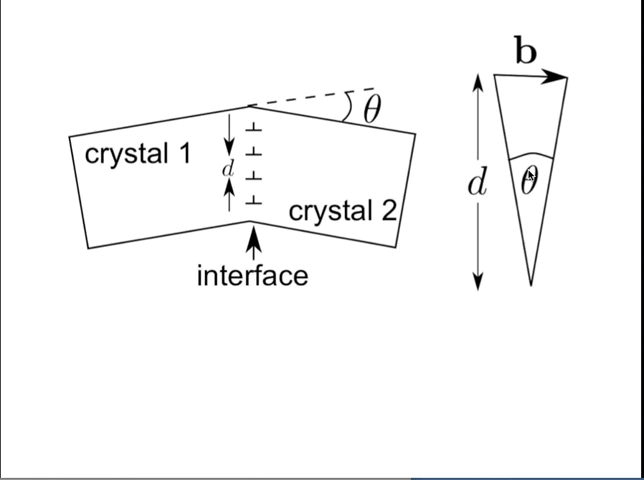 b
θ
crystal 1
d
d
θ
crystal 2
interface